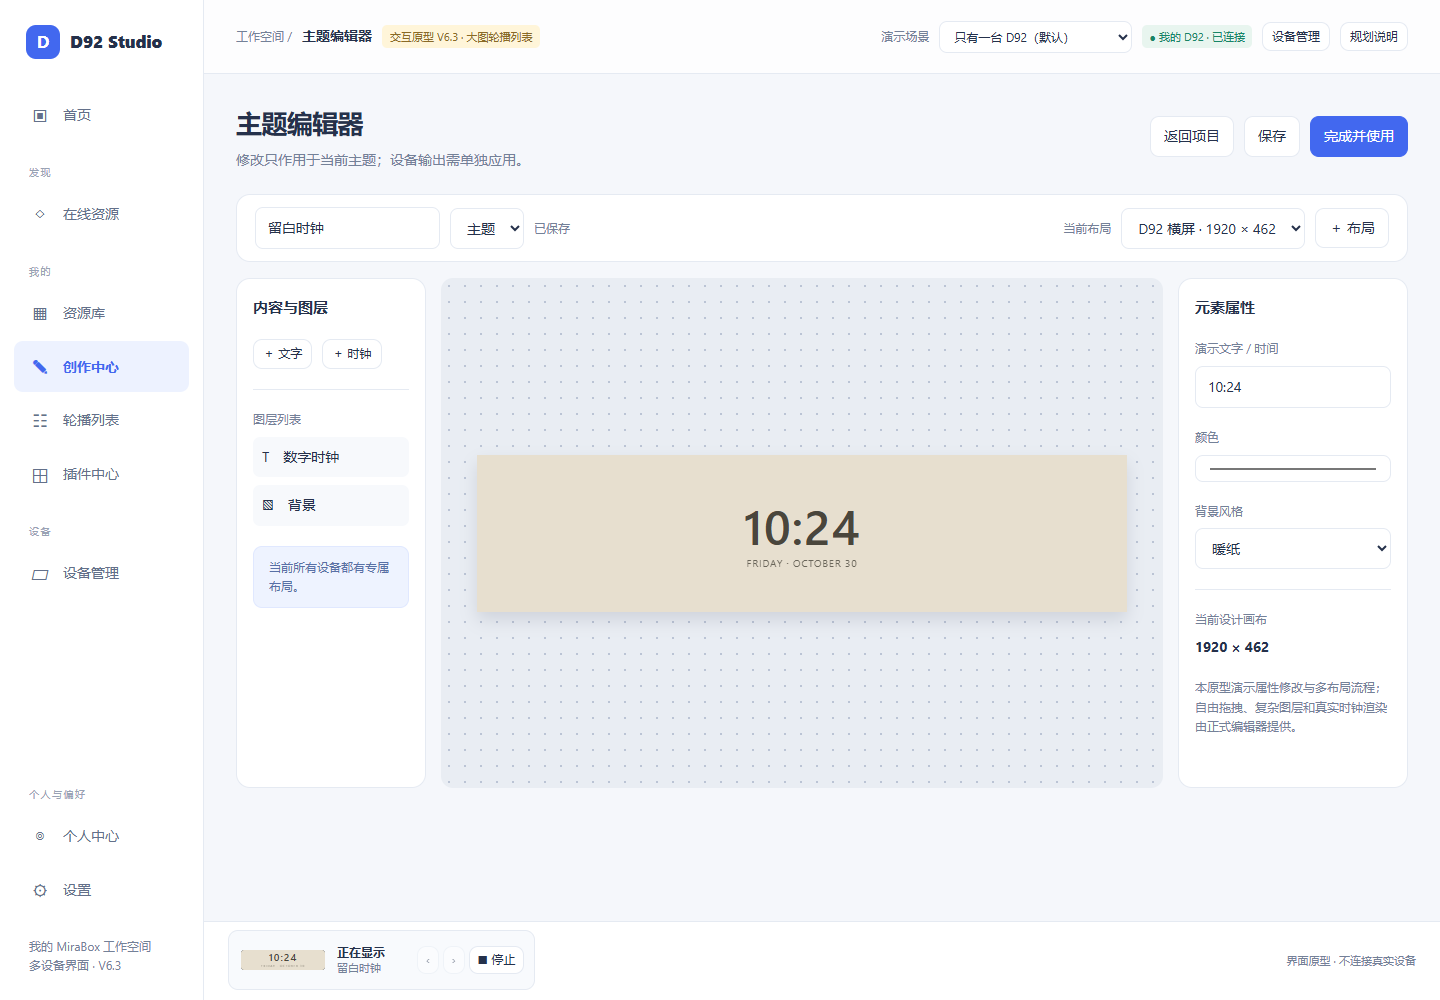 D D92 Studio
首页
发现
在线资源
我的
资源库
创作中心
轮播列表
插件中心
设备
设备管理
个人与偏好
个人中心
设置
我的 MiraBox 工作空间
多设备界面 · V6.3
工作空间 / 主题编辑器 交互原型 V6.3 · 大图轮播列表
演示场景 只有一台 D92（默认） ● 我的 D92 · 已连接 设备管理 规划说明
主题编辑器
修改只作用于当前主题；设备输出需单独应用。
返回项目 保存 完成并使用
留白时钟 主题 已保存
当前布局 D92 横屏 · 1920 × 462 + 布局
内容与图层
+ 文字 + 时钟
图层列表
T 数字时钟
背景
当前所有设备都有专属
布局。
10:24
FRIDAY · OCTOBER 30
元素属性
演示文字 / 时间
10:24
颜色
背景风格
暖纸
当前设计画布
1920 × 462
本原型演示属性修改与多布局流程；
自由拖拽、复杂图层和真实时钟渲染
由正式编辑器提供。
10:24
正在显示
留白时钟
‹ › ■ 停止
界面原型 · 不连接真实设备